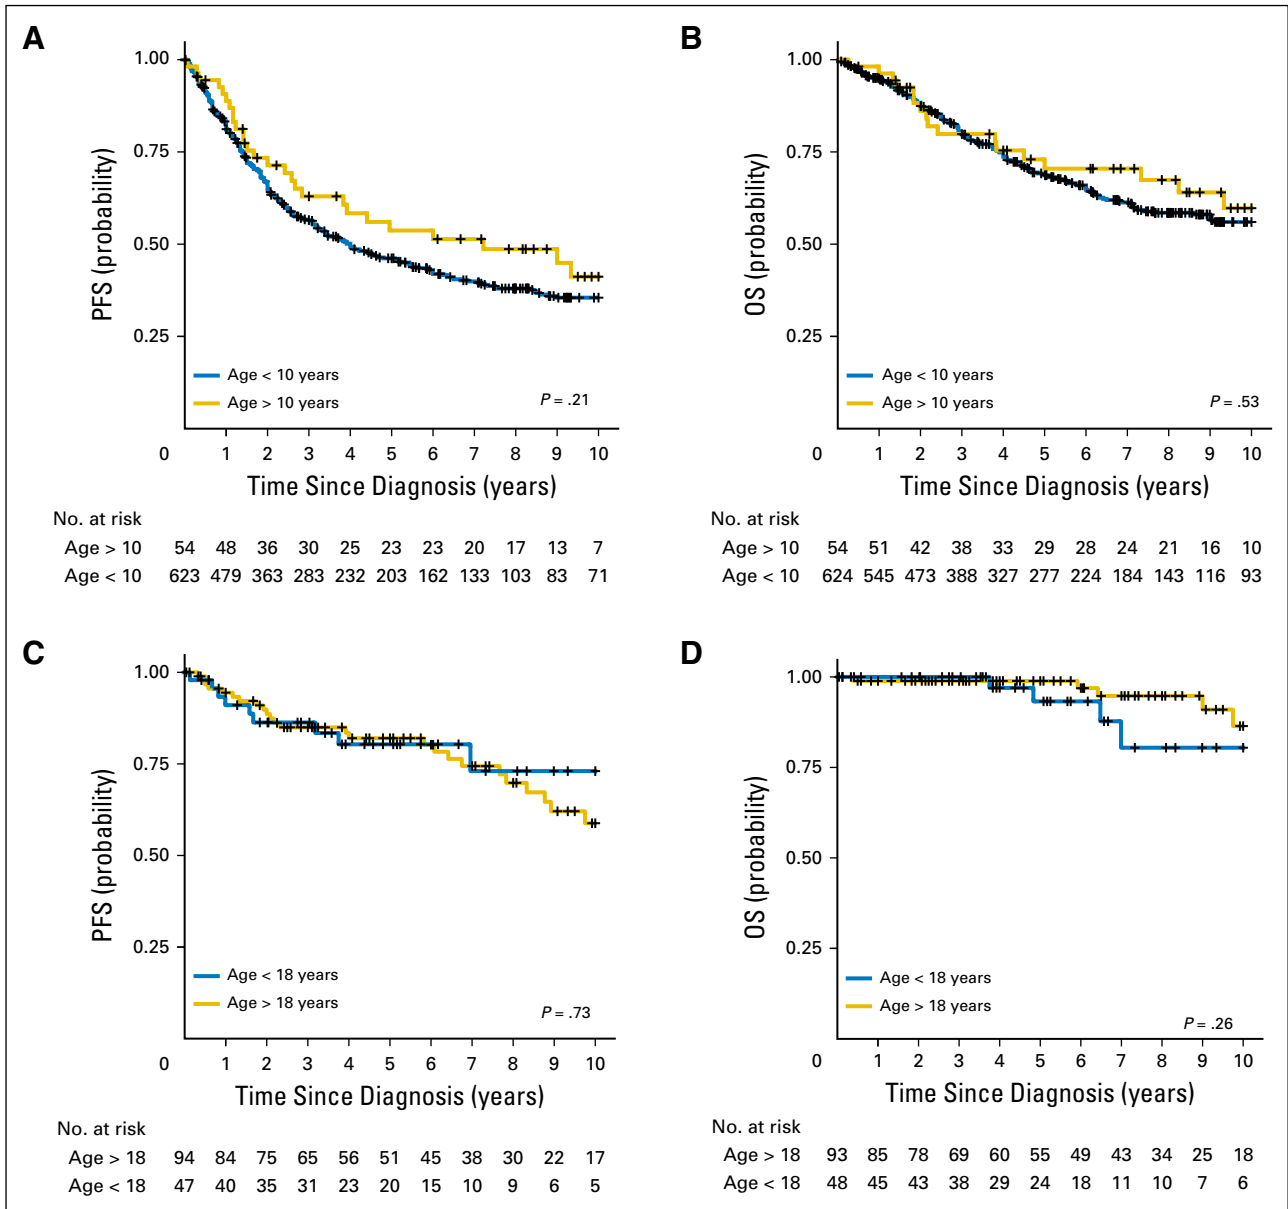 A
PFS (probability)
1.00
0.75
0.50
0.25
Age < 10 years
Age > 10 years
P = .21
0 1 2 3 4 5 6 7 8 9 10
Time Since Diagnosis (years)
No. at risk
Age > 10 54 48 36 30 25 23 23 20 17 13 7
Age < 10 623 479 363 283 232 203 162 133 103 83 71
B
OS (probability)
1.00
0.75
0.50
0.25
Age < 10 years
Age > 10 years
P = .53
0 1 2 3 4 5 6 7 8 9 10
Time Since Diagnosis (years)
No. at risk
Age > 10 54 51 42 38 33 29 28 24 21 16 10
Age < 10 624 545 473 388 327 277 224 184 143 116 93
C
PFS (probability)
1.00
0.75
0.50
0.25
Age < 18 years
Age > 18 years
P = .73
0 1 2 3 4 5 6 7 8 9 10
Time Since Diagnosis (years)
No. at risk
Age > 18 94 84 75 65 56 51 45 38 30 22 17
Age < 18 47 40 35 31 23 20 15 10 9 6 5
D
OS (probability)
1.00
0.75
0.50
0.25
Age < 18 years
Age > 18 years
P = .26
0 1 2 3 4 5 6 7 8 9 10
Time Since Diagnosis (years)
No. at risk
Age > 18 93 85 78 69 60 55 49 43 34 25 18
Age < 18 48 45 43 38 29 24 18 11 10 7 6